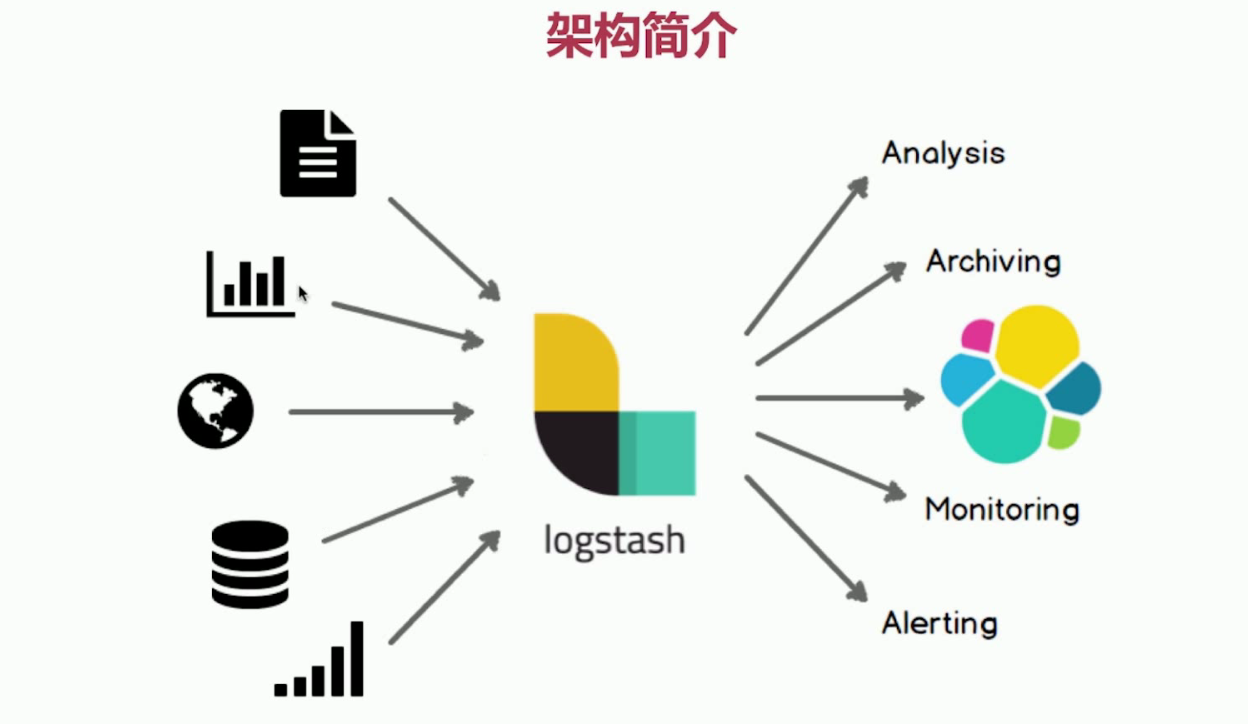 架构简介
Analysis
Archiving
logstash
Monitoring
Alerting